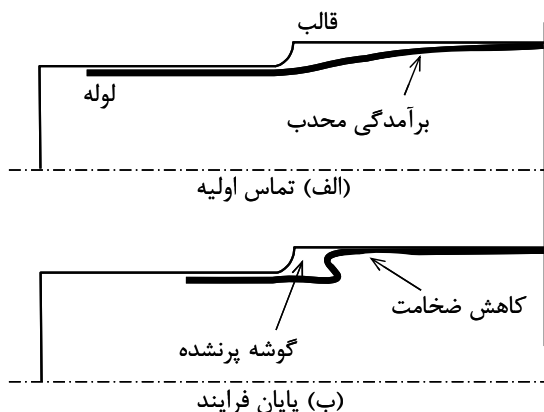 قالب
لوله
برآمدگی محدب
(الف) تماس اولیه
کاهش ضخامت
گوشه پرنشده
(ب) پایان فرایند